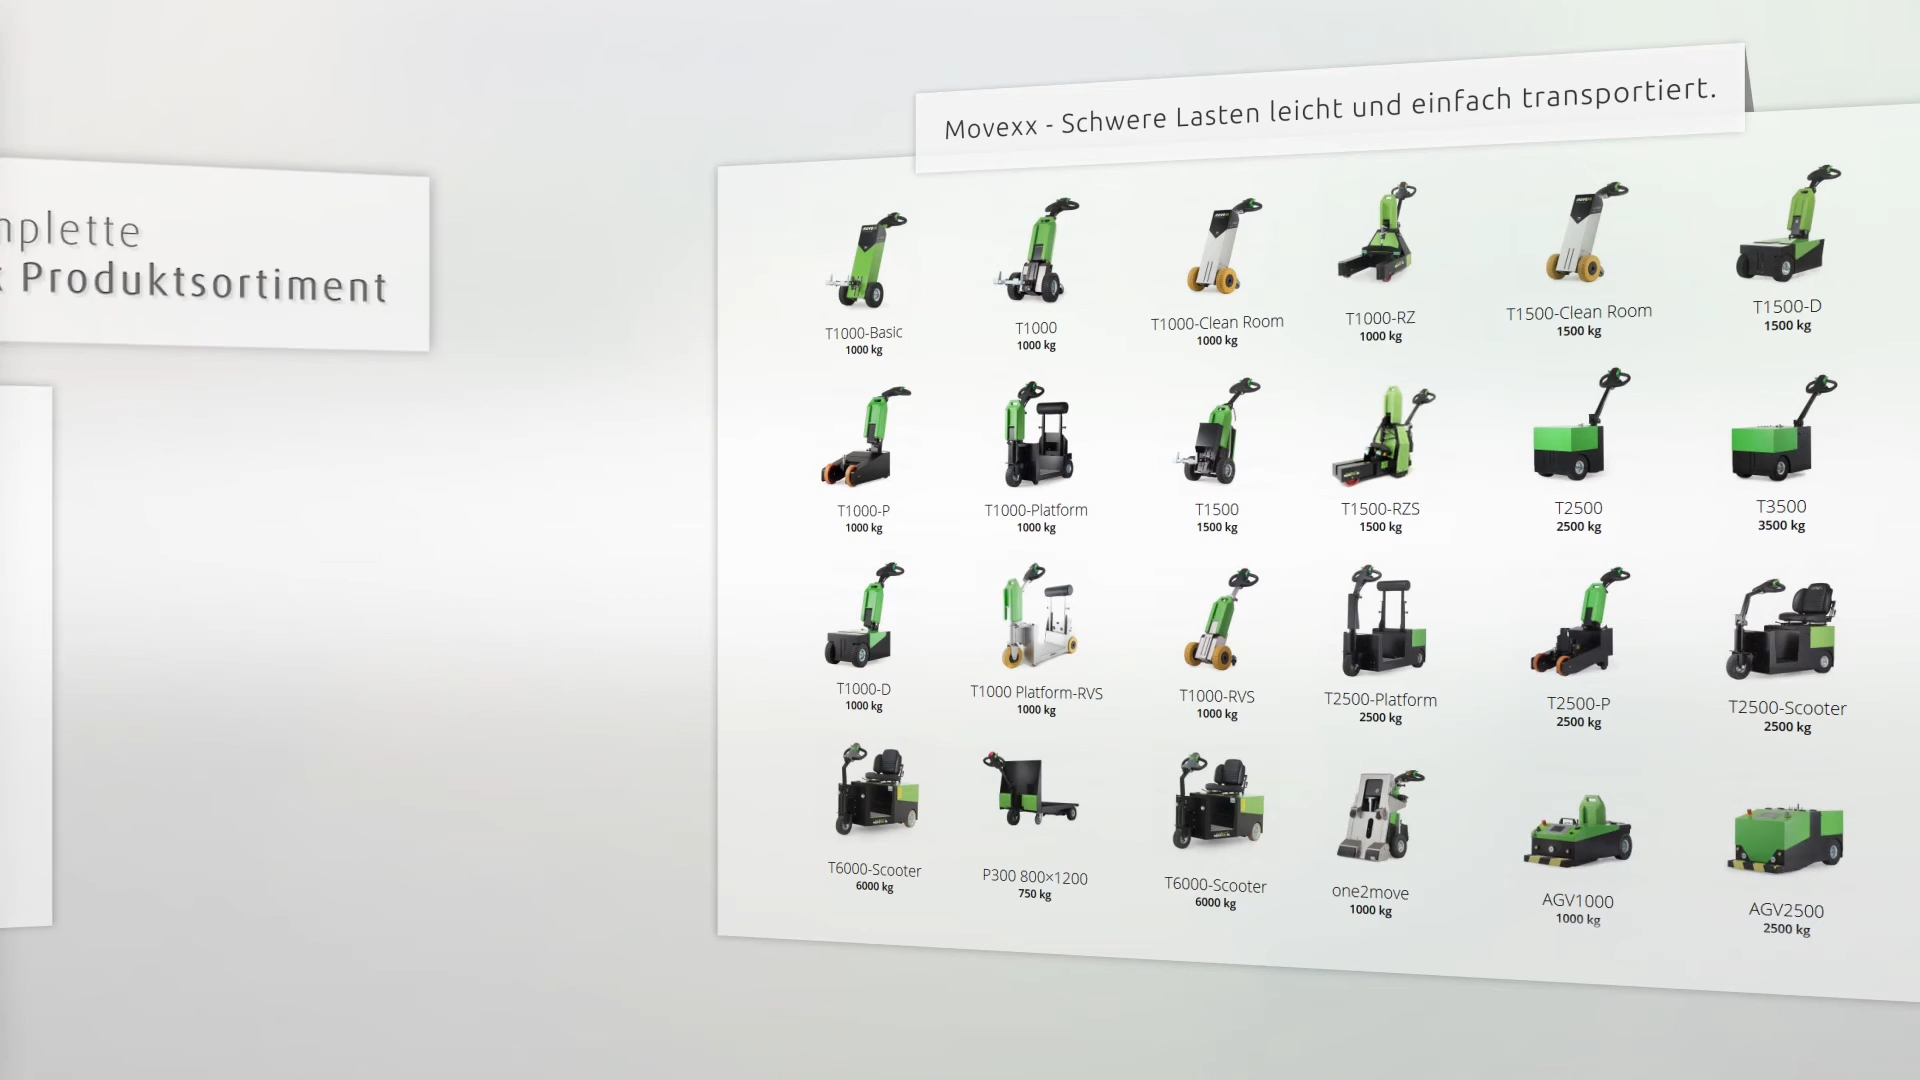 Movexx - Schwere Lasten leicht und einfach transportiert.
Produktsortiment
T1000-Basic
1000 kg
T1000
1000 kg
T1000-Clean Room
1000 kg
T1000-RZ
1000 kg
T1500-Clean Room
1500 kg
T1500-D
1500 kg
T1000-P
1000 kg
T1000-Platform
1000 kg
T1500
1500 kg
T1500-RZS
1500 kg
T2500
2500 kg
T3500
3500 kg
T1000-D
1000 kg
T1000 Platform-RVS
1000 kg
T1000-RVS
1000 kg
T2500-Platform
2500 kg
T2500-P
2500 kg
T2500-Scooter
2500 kg
T6000-Scooter
6000 kg
P300 800×1200
750 kg
T6000-Scooter
6000 kg
one2move
1000 kg
AGV1000
1000 kg
AGV2500
2500 kg